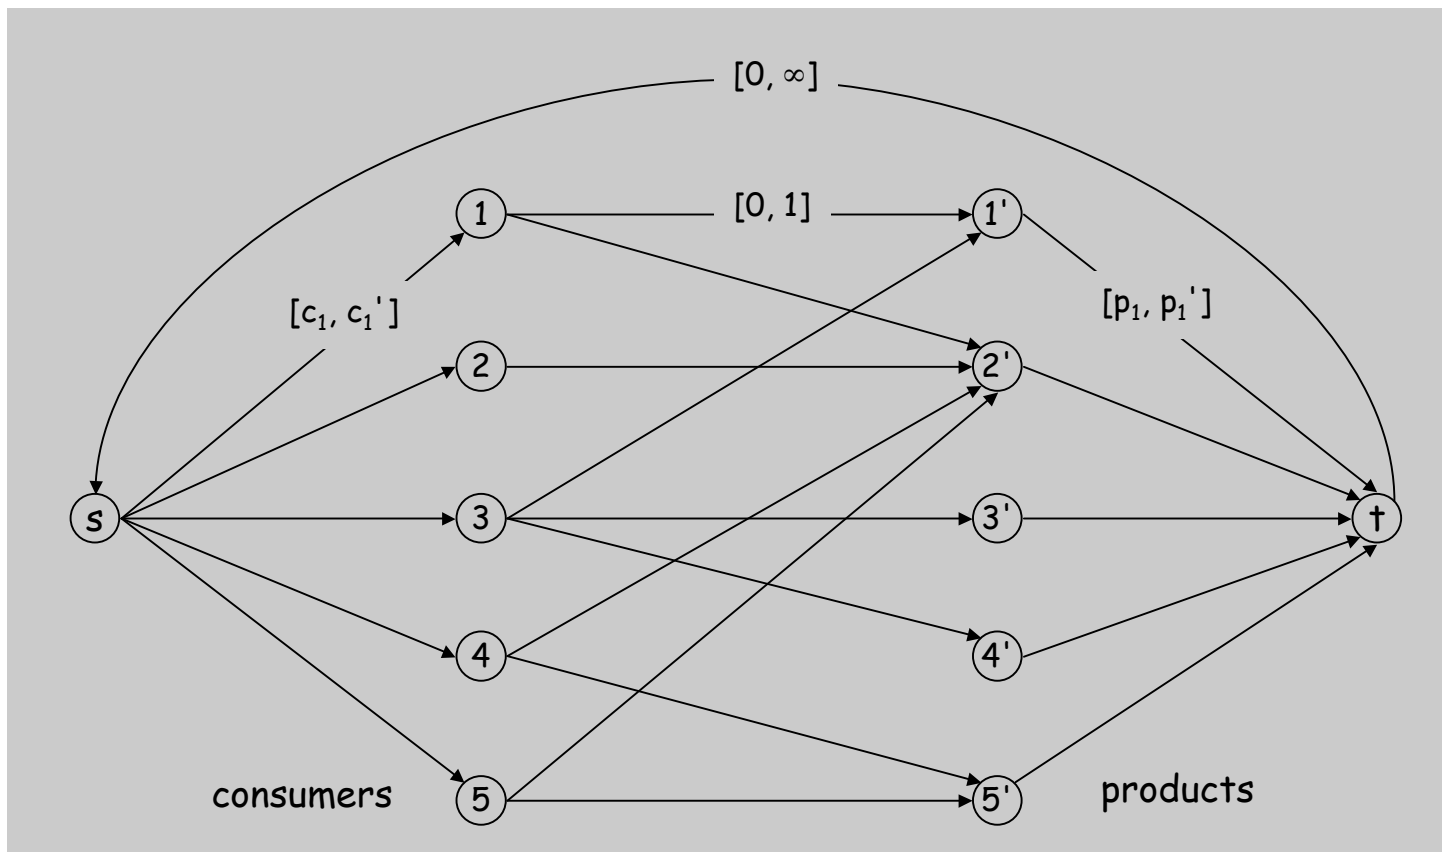 [0, ∞]
1
[0, 1]
1'
[c₁, c₁']
[p₁, p₁']
2
2'
s
3
3'
t
4
4'
consumers
5
5'
products